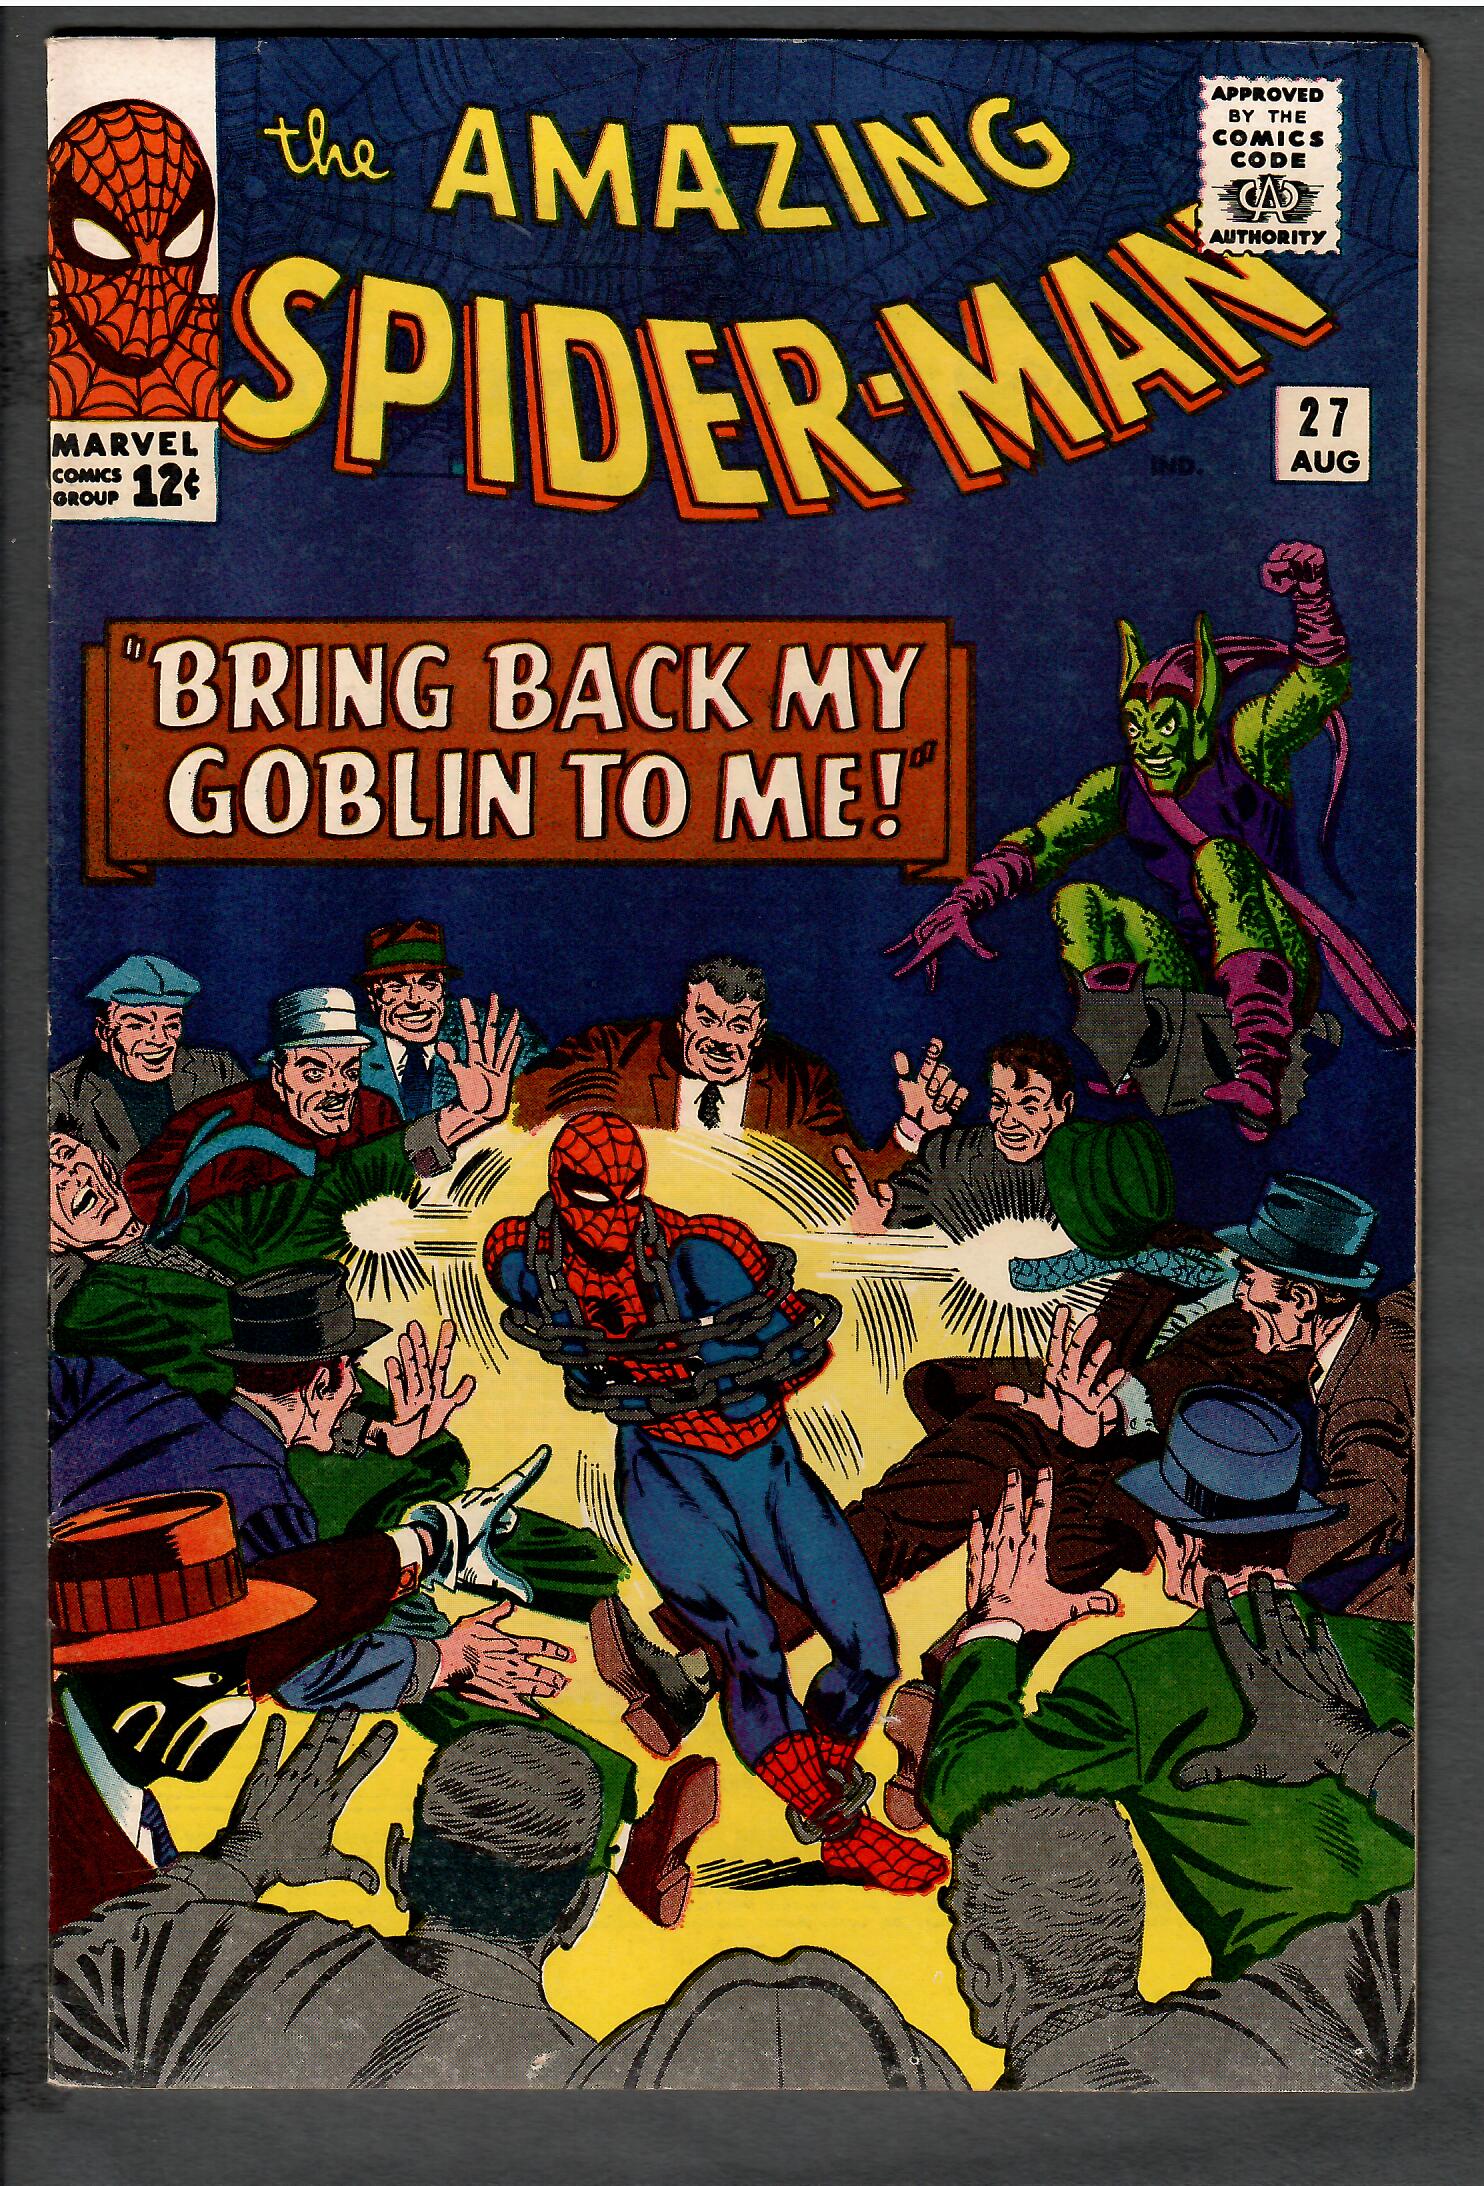 the AMAZING
SPIDER-MAN
APPROVED
BY THE
COMICS
CODE
CA
AUTHORITY
MARVEL
COMICS
GROUP 12¢
27
AUG
IND.
"BRING BACK MY
GOBLIN TO ME!"